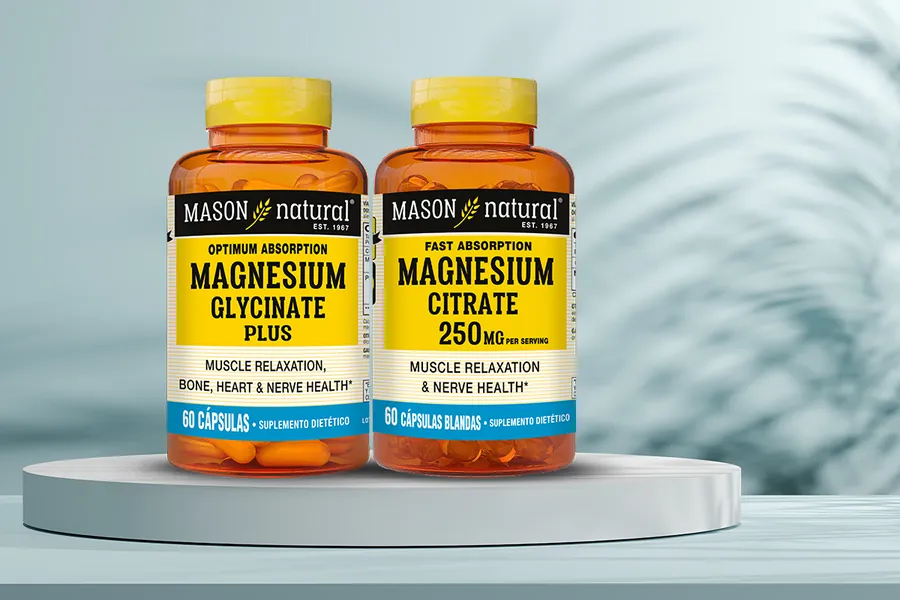 MASON natural®
EST. 1967
OPTIMUM ABSORPTION
MAGNESIUM
GLYCINATE
PLUS
MUSCLE RELAXATION,
BONE, HEART & NERVE HEALTH*
60 CÁPSULAS • SUPLEMENTO DIETÉTICO
MASON natural®
EST. 1967
FAST ABSORPTION
MAGNESIUM
CITRATE
250MG PER SERVING
MUSCLE RELAXATION
& NERVE HEALTH*
60 CÁPSULAS BLANDAS • SUPLEMENTO DIETÉTICO